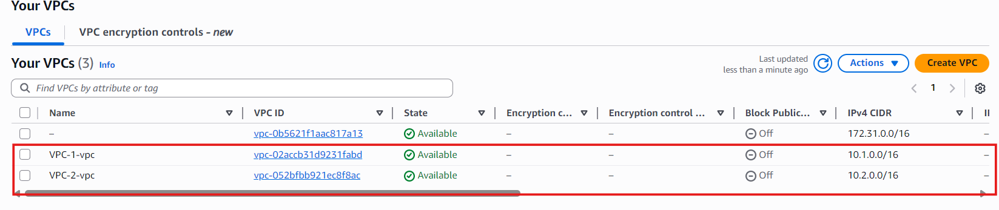 Your VPCs
VPCs VPC encryption controls - new
Your VPCs (3) Info
Last updated
less than a minute ago
Actions
Create VPC
Find VPCs by attribute or tag
1
Name VPC ID State Encryption c... Encryption control ... Block Public... IPv4 CIDR
– vpc-0b5621f1aac817a13 Available – – Off 172.31.0.0/16
VPC-1-vpc vpc-02accb31d9231fabd Available – – Off 10.1.0.0/16 –
VPC-2-vpc vpc-052bfbb921ec8f8ac Available – – Off 10.2.0.0/16 –